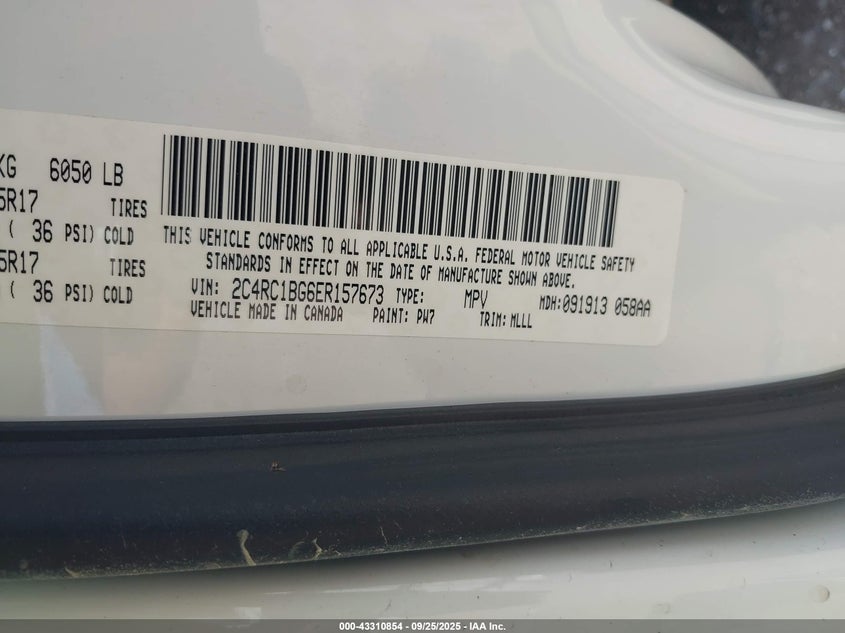 KG 6050 LB
5R17 TIRES
( 36 PSI) COLD
5R17 TIRES
( 36 PSI) COLD
THIS VEHICLE CONFORMS TO ALL APPLICABLE U.S.A. FEDERAL MOTOR VEHICLE SAFETY
STANDARDS IN EFFECT ON THE DATE OF MANUFACTURE SHOWN ABOVE.
VIN: 2C4RC1BG6ER157673 TYPE: MPV MDH:091913 058AA
VEHICLE MADE IN CANADA PAINT: PW7 TRIM: MLLL
000-43310854 - 09/25/2025 - IAA Inc.